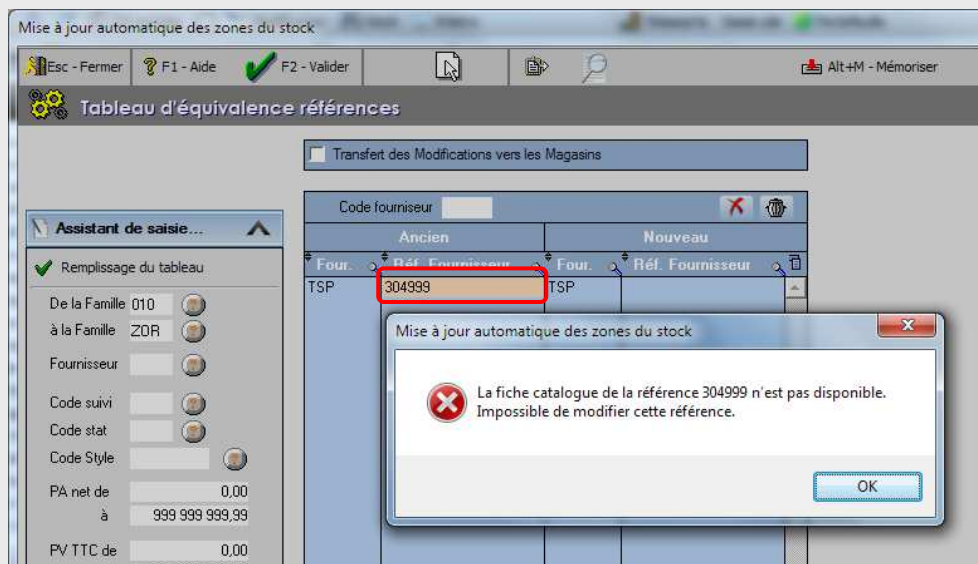 Mise à jour automatique des zones du stock
Esc - Fermer F1 - Aide F2 - Valider Alt+M - Mémoriser
Tableau d'équivalence références
Transfert des Modifications vers les Magasins
Code fourniseur
Assistant de saisie...
Ancien Nouveau
Remplissage du tableau
Four. Réf. Fournisseur Four. Réf. Fournisseur
TSP 304999 TSP
De la Famille 010
à la Famille ZOR
Fournisseur
Code suivi
Code stat
Code Style
PA net de 0,00
à 999 999 999,99
PV TTC de 0,00
Mise à jour automatique des zones du stock
La fiche catalogue de la référence 304999 n'est pas disponible.
Impossible de modifier cette référence.
OK